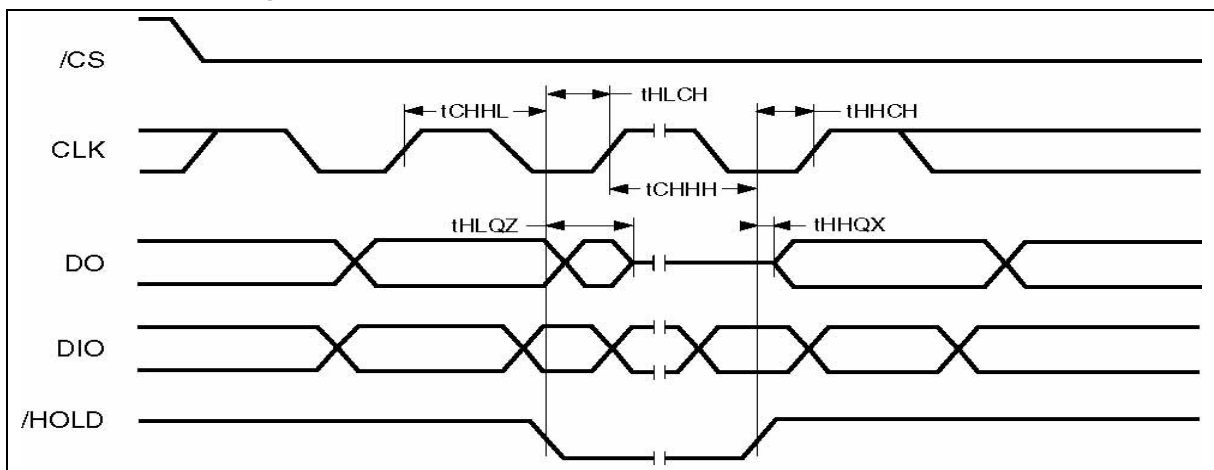 /CS
tHLCH
tCHHL
tHHCH
CLK
tCHHH
tHLQZ
tHHQX
DO
DIO
/HOLD